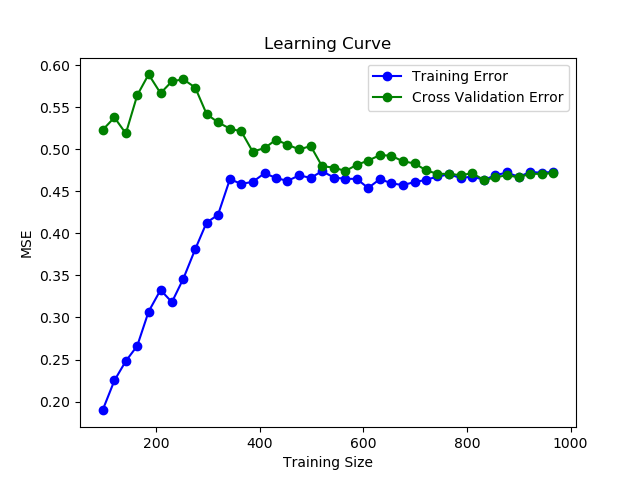 Learning Curve
Training Error
Cross Validation Error
MSE
0.60
0.55
0.50
0.45
0.40
0.35
0.30
0.25
0.20
200 400 600 800 1000
Training Size